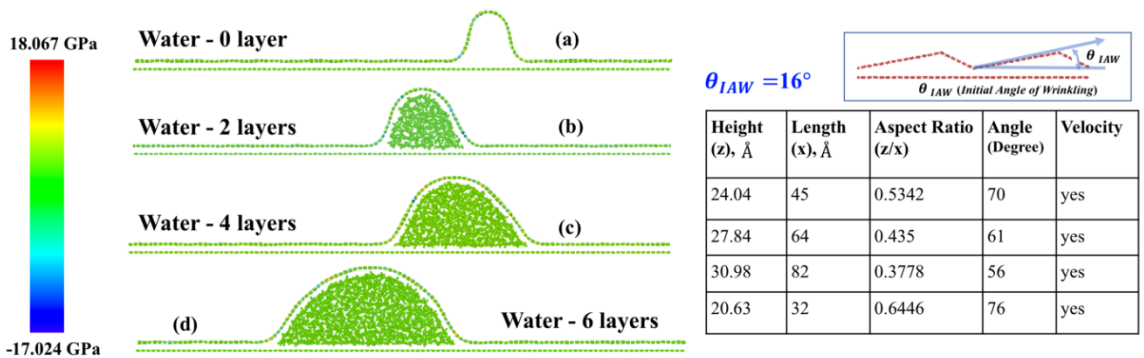 18.067 GPa
-17.024 GPa
Water - 0 layer
(a)
Water - 2 layers
(b)
Water - 4 layers
(c)
(d)
Water - 6 layers
θ IAW =16°
θ IAW
θ IAW (Initial Angle of Wrinkling)
Height (z), Å | Length (x), Å | Aspect Ratio (z/x) | Angle (Degree) | Velocity
24.04 | 45 | 0.5342 | 70 | yes
27.84 | 64 | 0.435 | 61 | yes
30.98 | 82 | 0.3778 | 56 | yes
20.63 | 32 | 0.6446 | 76 | yes